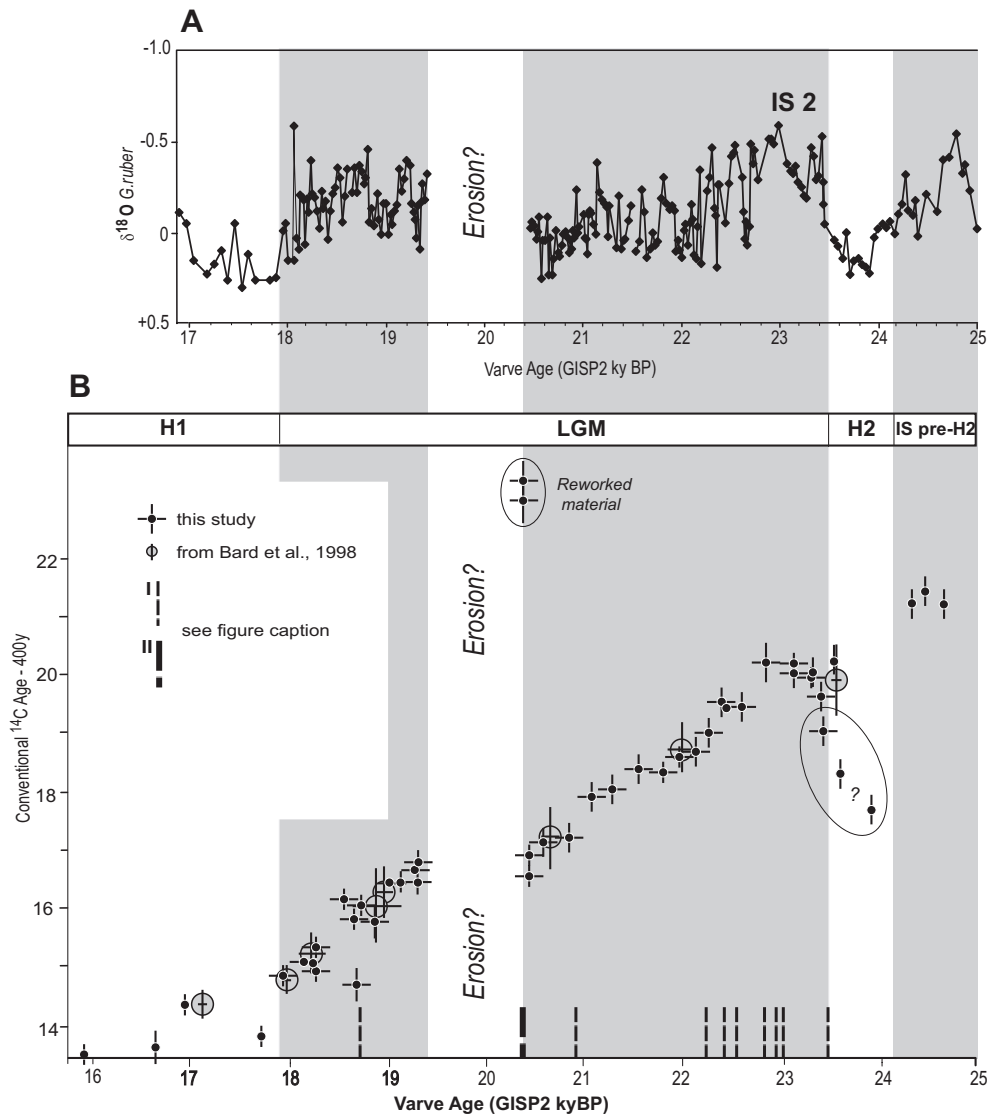 A
-1.0
-0.5
0
+0.5
δ18O G.ruber
IS 2
Erosion?
17 18 19 20 21 22 23 24 25
Varve Age (GISP2 ky BP)
B
H1 LGM H2 IS pre-H2
Reworked
material
this study
from Bard et al., 1998
I
II
see figure caption
Erosion?
Erosion?
?
22
20
18
16
14
Conventional 14C Age - 400y
16 17 18 19 20 21 22 23 24 25
Varve Age (GISP2 kyBP)